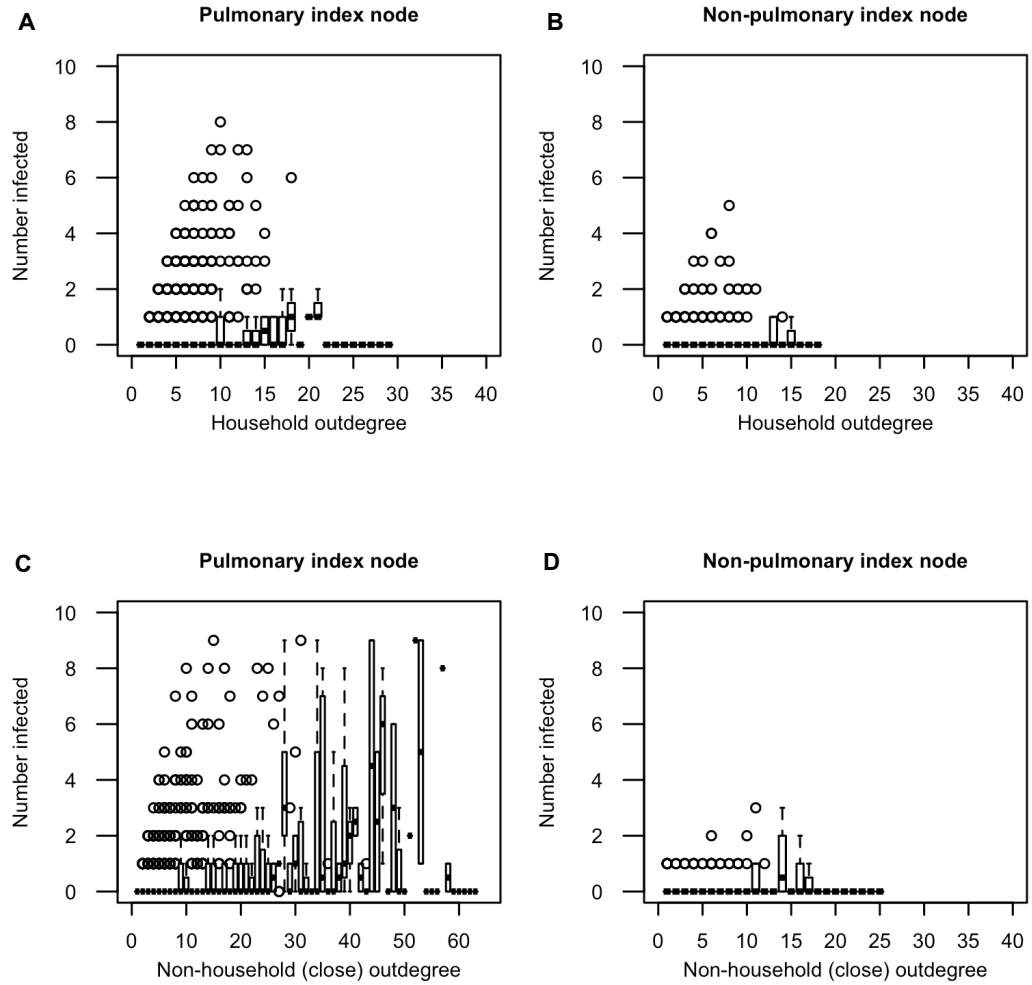 A
Pulmonary index node
B
Non-pulmonary index node
Number infected
10
8
6
4
2
0
0 5 10 15 20 25 30 35 40
Household outdegree
Number infected
10
8
6
4
2
0
0 5 10 15 20 25 30 35 40
Household outdegree
C
Pulmonary index node
D
Non-pulmonary index node
Number infected
10
8
6
4
2
0
0 10 20 30 40 50 60
Non-household (close) outdegree
Number infected
10
8
6
4
2
0
0 5 10 15 20 25 30 35 40
Non-household (close) outdegree